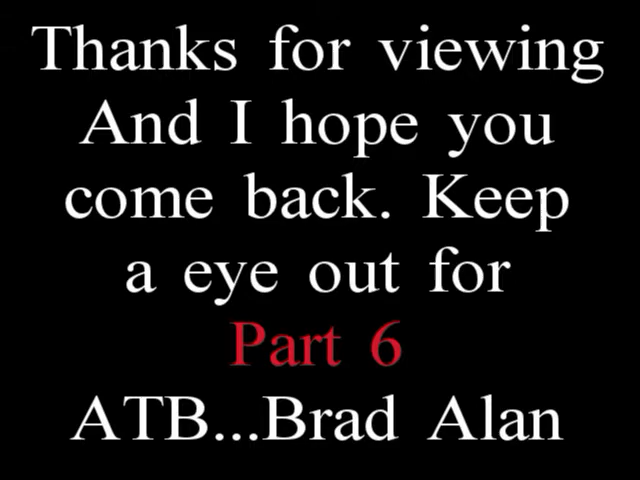 Thanks for viewing
And I hope you
come back. Keep
a eye out for
Part 6
ATB...Brad Alan